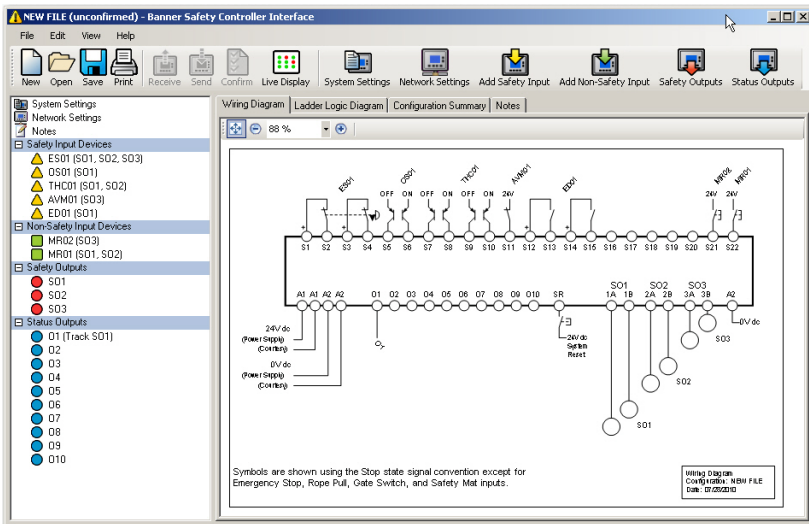 NEW FILE (unconfirmed) - Banner Safety Controller Interface
File Edit View Help
New Open Save Print Receive Send Confirm Live Display System Settings Network Settings Add Safety Input Add Non-Safety Input Safety Outputs Status Outputs
System Settings
Network Settings
Notes
Safety Input Devices
ES01 (SO1, SO2, SO3)
OS01 (SO1)
THC01 (SO1, SO2)
AVM01 (SO3)
ED01 (SO1)
Non-Safety Input Devices
MR02 (SO3)
MR01 (SO1, SO2)
Safety Outputs
SO1
SO2
SO3
Status Outputs
O1 (Track SO1)
O2
O3
O4
O5
O6
O7
O8
O9
O10
Wiring Diagram Ladder Logic Diagram Configuration Summary Notes
88 %
ES01 OS01 THC01 AVM01 ED01 MR02 MR01
OFF ON OFF ON OFF ON 24V 24V 24V
+ + + +
S1 S2 S3 S4 S5 S6 S7 S8 S9 S10 S11 S12 S13 S14 S15 S16 S17 S18 S19 S20 S21 S22
SO1 SO2 SO3
A1 A1 A2 A2 O1 O2 O3 O4 O5 O6 O7 O8 O9 O10 SR 1A 1B 2A 2B 3A 3B A2
24V dc
(Power Supply)
(Courtesy)
0V dc
(Power Supply)
(Courtesy)
24V dc
System
Reset
0V dc
SO3
SO2
SO1
Symbols are shown using the Stop state signal convention except for
Emergency Stop, Rope Pull, Gate Switch, and Safety Mat inputs.
Wiring Diagram
Configuration: NEW FILE
Date: 07/28/2010